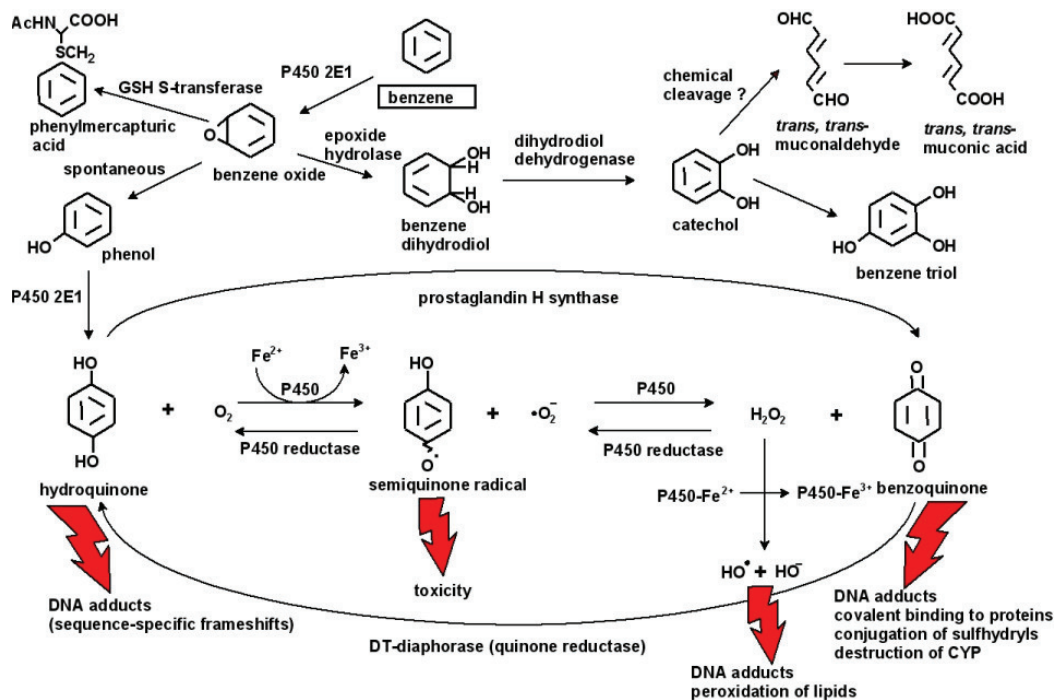 AcHN COOH
SCH2
GSH S-transferase
phenylmercapturic
acid
P450 2E1
benzene
O
benzene oxide
spontaneous
HO
phenol
epoxide
hydrolase
OH
H
H
OH
benzene
dihydrodiol
dihydrodiol
dehydrogenase
OH
OH
catechol
chemical
cleavage ?
OHC
CHO
trans, trans-
muconaldehyde
HOOC
COOH
trans, trans-
muconic acid
OH
HO OH
benzene triol
P450 2E1
prostaglandin H synthase
HO
HO
hydroquinone
+
O2
Fe2+ Fe3+
P450
P450 reductase
HO
O•
semiquinone radical
+
•O2−
P450
P450 reductase
H2O2
+
O
O
benzoquinone
P450-Fe2+ P450-Fe3+
HO• + HO−
DNA adducts
(sequence-specific frameshifts)
toxicity
DNA adducts
covalent binding to proteins
conjugation of sulfhydryls
destruction of CYP
DT-diaphorase (quinone reductase)
DNA adducts
peroxidation of lipids